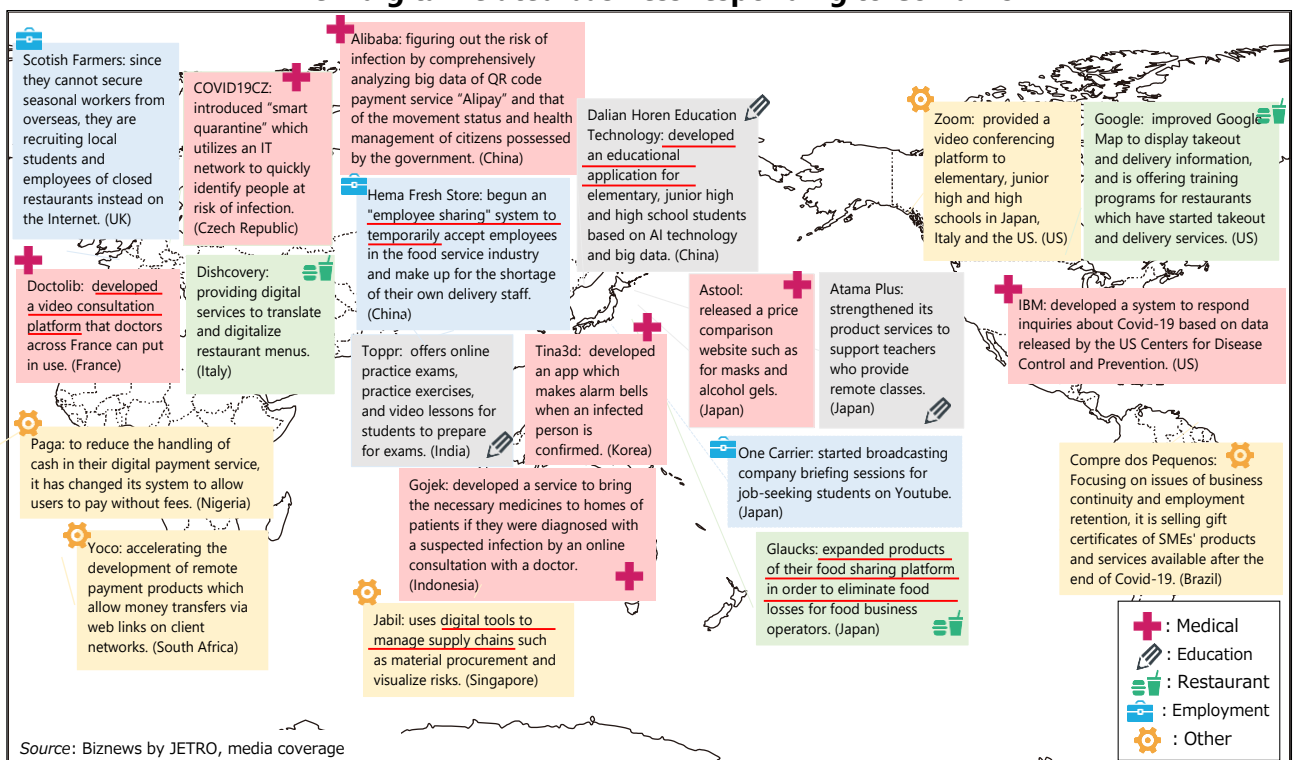 Scotish Farmers: since
they cannot secure
seasonal workers from
overseas, they are
recruiting local
students and
employees of closed
restaurants instead on
the Internet. (UK)
COVID19CZ:
introduced “smart
quarantine” which
utilizes an IT
network to quickly
identify people at
risk of infection.
(Czech Republic)
Alibaba: figuring out the risk of
infection by comprehensively
analyzing big data of QR code
payment service “Alipay” and that
of the movement status and health
management of citizens possessed
by the government. (China)
Dalian Horen Education
Technology: developed
an educational
application for
elementary, junior high
and high school students
based on AI technology
and big data. (China)
Zoom: provided a
video conferencing
platform to
elementary, junior
high and high
schools in Japan,
Italy and the US. (US)
Google: improved Google
Map to display takeout
and delivery information,
and is offering training
programs for restaurants
which have started takeout
and delivery services. (US)
Hema Fresh Store: begun an
"employee sharing" system to
temporarily accept employees
in the food service industry
and make up for the shortage
of their own delivery staff.
(China)
Doctolib: developed
a video consultation
platform that doctors
across France can put
in use. (France)
Dishcovery:
providing digital
services to translate
and digitalize
restaurant menus.
(Italy)
Astool:
released a price
comparison
website such as
for masks and
alcohol gels.
(Japan)
Atama Plus:
strengthened its
product services to
support teachers
who provide
remote classes.
(Japan)
IBM: developed a system to respond
inquiries about Covid-19 based on data
released by the US Centers for Disease
Control and Prevention. (US)
Toppr: offers online
practice exams,
practice exercises,
and video lessons for
students to prepare
for exams. (India)
Tina3d: developed
an app which
makes alarm bells
when an infected
person is
confirmed. (Korea)
Paga: to reduce the handling of
cash in their digital payment service,
it has changed its system to allow
users to pay without fees. (Nigeria)
One Carrier: started broadcasting
company briefing sessions for
job-seeking students on Youtube.
(Japan)
Compre dos Pequenos:
Focusing on issues of business
continuity and employment
retention, it is selling gift
certificates of SMEs' products
and services available after the
end of Covid-19. (Brazil)
Gojek: developed a service to bring
the necessary medicines to homes of
patients if they were diagnosed with
a suspected infection by an online
consultation with a doctor.
(Indonesia)
Yoco: accelerating the
development of remote
payment products which
allow money transfers via
web links on client
networks. (South Africa)
Glaucks: expanded products
of their food sharing platform
in order to eliminate food
losses for food business
operators. (Japan)
Jabil: uses digital tools to
manage supply chains such
as material procurement and
visualize risks. (Singapore)
: Medical
: Education
: Restaurant
: Employment
: Other
Source: Biznews by JETRO, media coverage